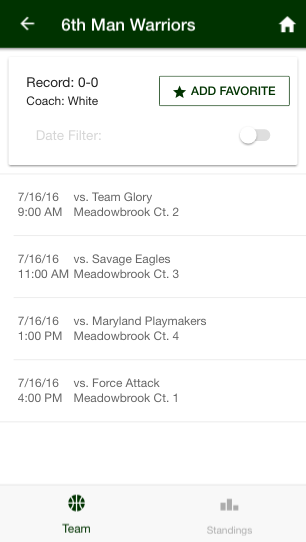 6th Man Warriors
Record: 0-0
Coach: White
ADD FAVORITE
Date Filter:
7/16/16 vs. Team Glory
9:00 AM Meadowbrook Ct. 2
7/16/16 vs. Savage Eagles
11:00 AM Meadowbrook Ct. 3
7/16/16 vs. Maryland Playmakers
1:00 PM Meadowbrook Ct. 4
7/16/16 vs. Force Attack
4:00 PM Meadowbrook Ct. 1
Team
Standings